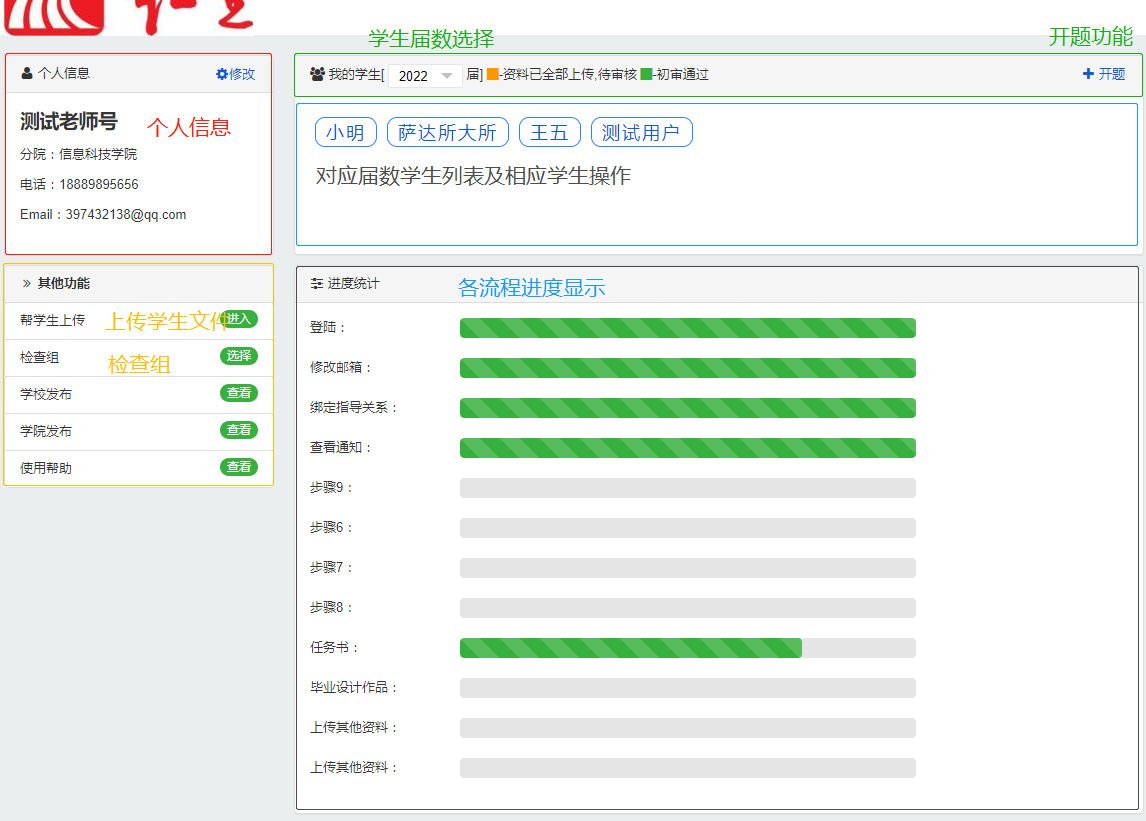 学生届数选择
开题功能
个人信息 修改
我的学生[ 2022 届] -资料已全部上传,待审核 -初审通过
开题
测试老师号
个人信息
分院：信息科技学院
电话：18889895656
Email：397432138@qq.com
小明 萨达所大所 王五 测试用户
对应届数学生列表及相应学生操作
其他功能
帮学生上传 上传学生文件 进入
检查组 检查组 选择
学校发布 查看
学院发布 查看
使用帮助 查看
进度统计
各流程进度显示
登陆：
修改邮箱：
绑定指导关系：
查看通知：
步骤9：
步骤6：
步骤7：
步骤8：
任务书：
毕业设计作品：
上传其他资料：
上传其他资料：